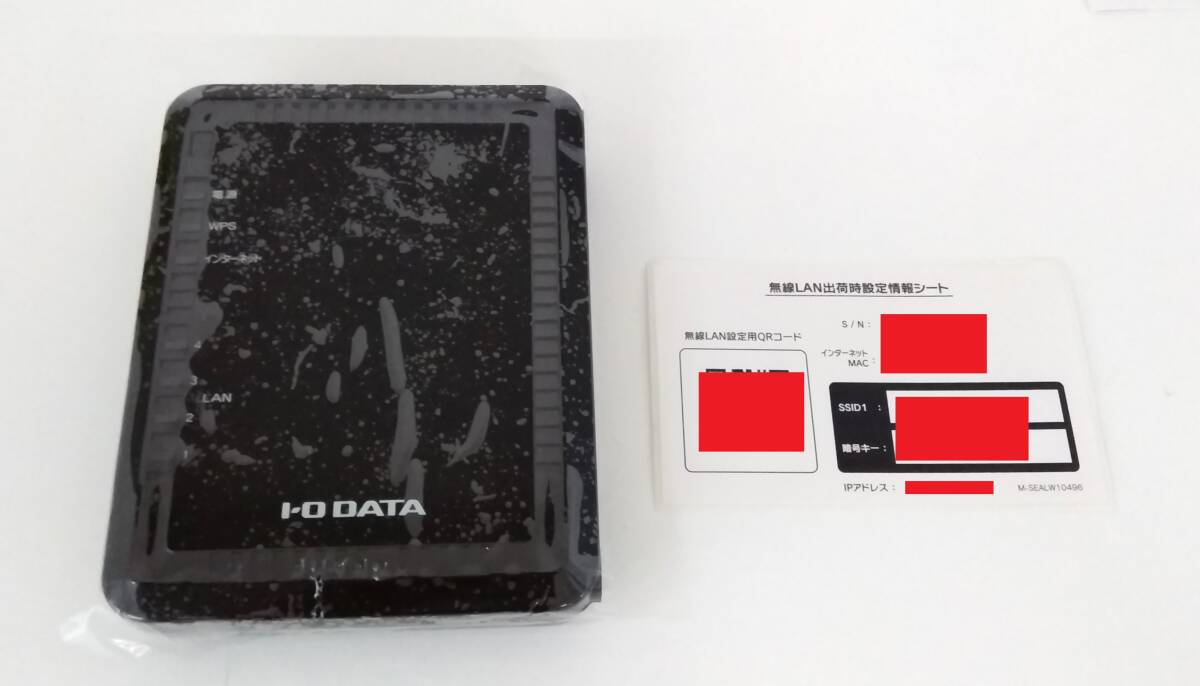 電源
WPS
インターネット
4
3
LAN
2
1
I-O DATA
無線LAN出荷時設定情報シート
無線LAN設定用QRコード
S/N：
インターネット
MAC：
SSID1：
暗号キー：
IPアドレス：
M-SEALW10496